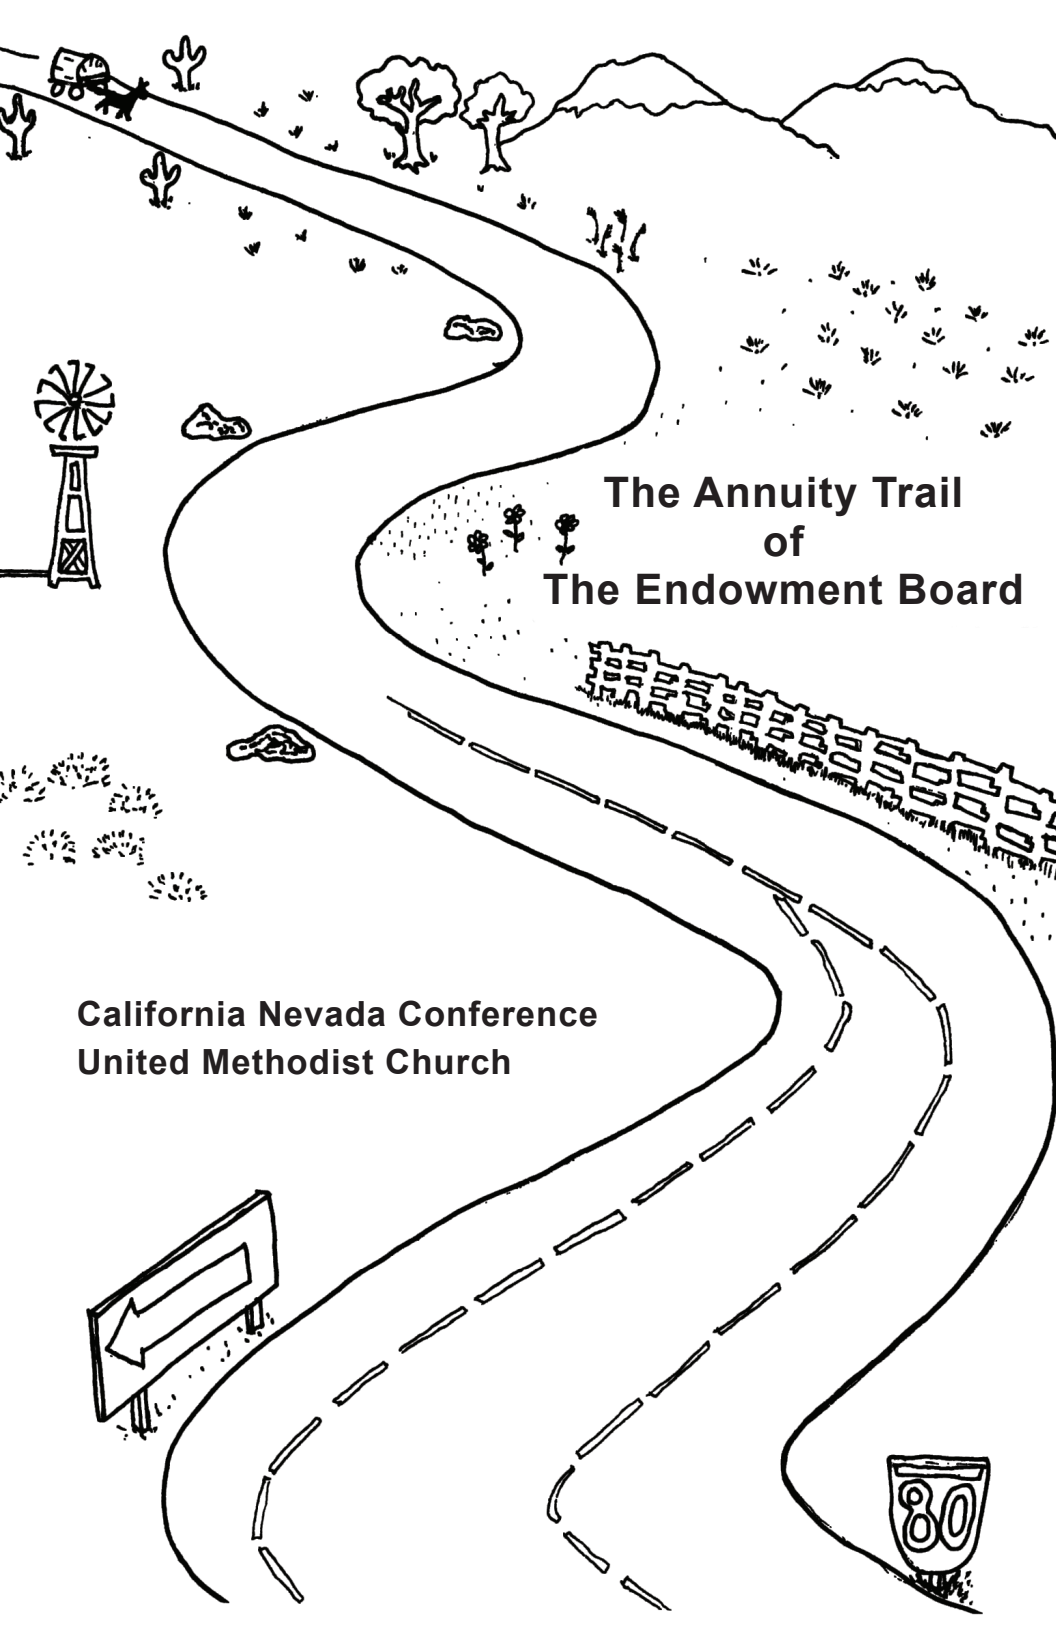 The Annuity Trail
of
The Endowment Board
California Nevada Conference
United Methodist Church
80